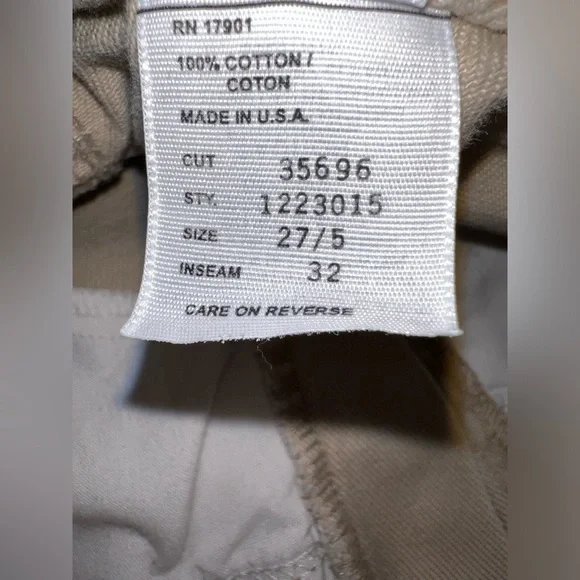 RN 17901
100% COTTON /
COTON
MADE IN U.S.A.
CUT 35696
STY. 1223015
SIZE 27/5
INSEAM 32
CARE ON REVERSE